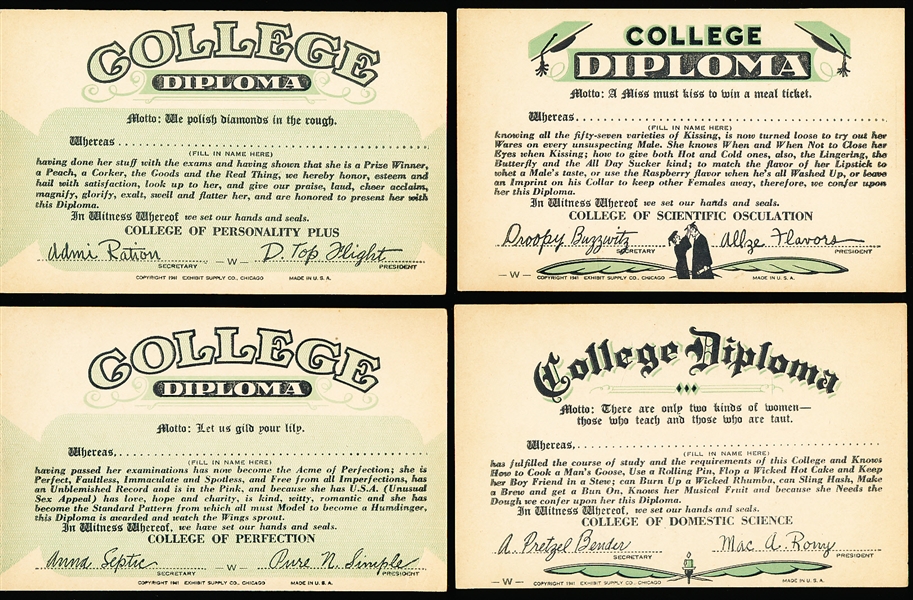 COLLEGE
DIPLOMA
Motto: We polish diamonds in the rough.
Whereas
(FILL IN NAME HERE)
having done her stuff with the exams and having shown that she is a Prize Winner,
a Peach, a Corker, the Goods and the Real Thing, we hereby honor, esteem and
hail with satisfaction, look up to her, and give our praise, laud, cheer acclaim,
magnify, glorify, exalt, swell and flatter her, and are honored to present her with
this Diploma.
In Witness Whereof we set our hands and seals.
COLLEGE OF PERSONALITY PLUS
Admi Ration D. Top Flight
SECRETARY — W — PRESIDENT
COPYRIGHT 1941 EXHIBIT SUPPLY CO., CHICAGO MADE IN U. S. A.
COLLEGE
DIPLOMA
Motto: A Miss must kiss to win a meal ticket.
Whereas
(FILL IN NAME HERE)
knowing all the fifty-seven varieties of Kissing, is now turned loose to try out her
Wares on every unsuspecting Male. She knows When and When Not to Close her
Eyes when Kissing; how to give both Hot and Cold ones, also, the Lingering, the
Butterfly and the All Day Sucker kind; to match the flavor of her Lipstick to
whet a Male's taste, or use the Raspberry flavor when he's all Washed Up, or leave
an Imprint on his Collar to keep other Females away, therefore, we confer upon
her this Diploma.
In Witness Whereof we set our hands and seals.
COLLEGE OF SCIENTIFIC OSCULATION
Droopy Buzzwitz Allze Flavors
SECRETARY PRESIDENT
— W — COPYRIGHT 1941 EXHIBIT SUPPLY CO., CHICAGO MADE IN U. S. A.
COLLEGE
DIPLOMA
Motto: Let us gild your lily.
Whereas
(FILL IN NAME HERE)
having passed her examinations has now become the Acme of Perfection; she is
Perfect, Faultless, Immaculate and Spotless, and Free from all Imperfections, has
an Unblemished Record and is in the Pink, and because she has U.S.A. (Unusual
Sex Appeal) has love, hope and charity, is kind, witty, romantic and she has
become the Standard Pattern from which all must Model to become a Humdinger,
this Diploma is awarded and watch the Wings sprout.
In Witness Whereof, we have set our hands and seals.
COLLEGE OF PERFECTION
Anna Septic Pure N. Simple
SECRETARY — W — PRESIDENT
COPYRIGHT 1941 EXHIBIT SUPPLY CO., CHICAGO MADE IN U. S. A.
College Diploma
Motto: There are only two kinds of women—
those who teach and those who are taut.
Whereas,
(FILL IN NAME HERE)
has fulfilled the course of study and the requirements of this College and Knows
How to Cook a Man's Goose, Use a Rolling Pin, Flop a Wicked Hot Cake and Keep
her Boy Friend in a Stew; can Burn Up a Wicked Rhumba, can Sling Hash, Make
a Brew and get a Bun On, Knows her Musical Fruit and because she Needs the
Dough we confer upon her this Diploma.
In Witness Whereof, we set our hands and seals.
COLLEGE OF DOMESTIC SCIENCE
A. Pretzel Bender Mac A. Rony
SECRETARY PRESIDENT
— W — COPYRIGHT 1941 EXHIBIT SUPPLY CO., CHICAGO MADE IN U. S. A.